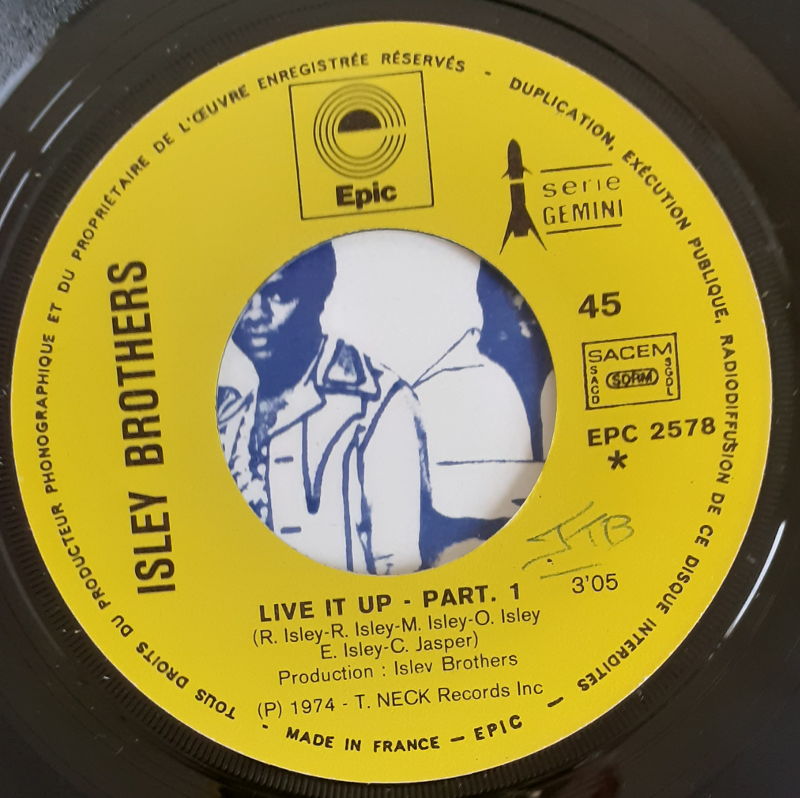 TOUS DROITS DU PRODUCTEUR PHONOGRAPHIQUE ET DU PROPRIÉTAIRE DE L'ŒUVRE ENREGISTRÉE RÉSERVÉS - DUPLICATION, EXÉCUTION PUBLIQUE, RADIODIFFUSION DE CE DISQUE INTERDITES
Epic
serie
GEMINI
ISLEY BROTHERS
45
SACEM
SACD
SDRM
SGDL
EPC 2578
*
JTB
3'05
LIVE IT UP - PART. 1
(R. Isley-R. Isley-M. Isley-O. Isley
E. Isley-C. Jasper)
Production : Isley Brothers
(P) 1974 - T. NECK Records Inc
- MADE IN FRANCE - EPIC -